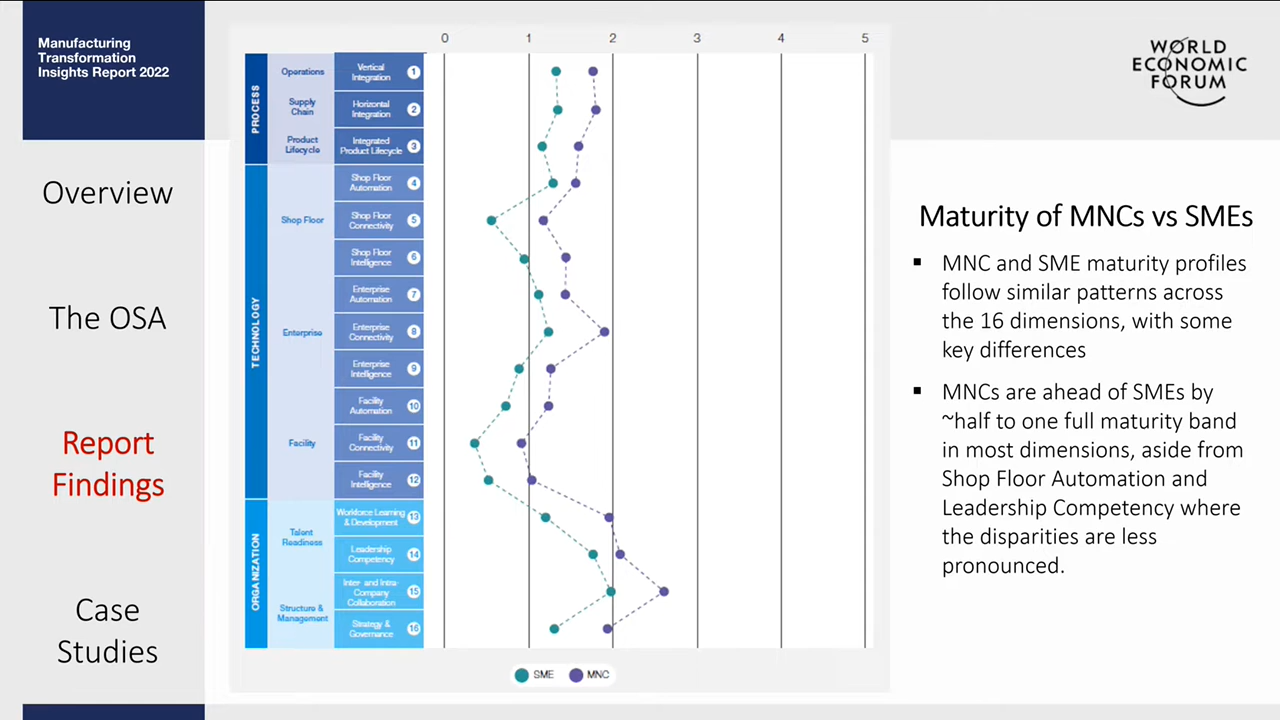 Manufacturing
Transformation
Insights Report 2022
WORLD
ECONOMIC
FORUM
Overview
The OSA
Report
Findings
Case
Studies
0 1 2 3 4 5
PROCESS
Operations
Vertical
Integration
1
Supply
Chain
Horizontal
Integration
2
Product
Lifecycle
Integrated
Product Lifecycle
3
TECHNOLOGY
Shop Floor
Shop Floor
Automation
4
Shop Floor
Connectivity
5
Shop Floor
Intelligence
6
Enterprise
Enterprise
Automation
7
Enterprise
Connectivity
8
Enterprise
Intelligence
9
Facility
Facility
Automation
10
Facility
Connectivity
11
Facility
Intelligence
12
ORGANIZATION
Talent
Readiness
Workforce Learning
& Development
13
Leadership
Competency
14
Structure &
Management
Inter- and Intra-
Company
Collaboration
15
Strategy &
Governance
16
SME MNC
Maturity of MNCs vs SMEs
▪ MNC and SME maturity profiles
follow similar patterns across
the 16 dimensions, with some
key differences
▪ MNCs are ahead of SMEs by
~half to one full maturity band
in most dimensions, aside from
Shop Floor Automation and
Leadership Competency where
the disparities are less
pronounced.